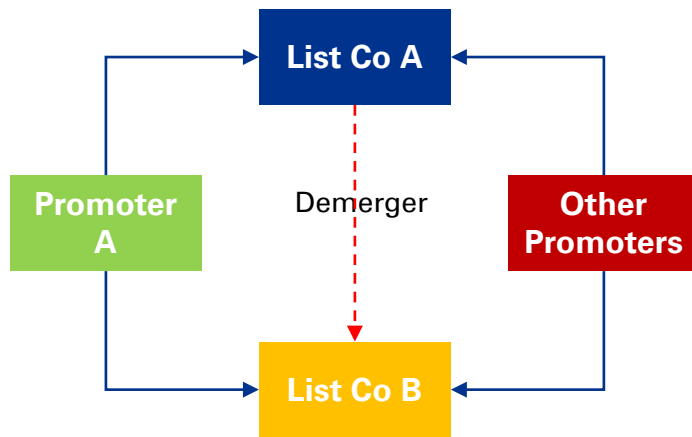 List Co A
Promoter
A
Demerger
Other
Promoters
List Co B